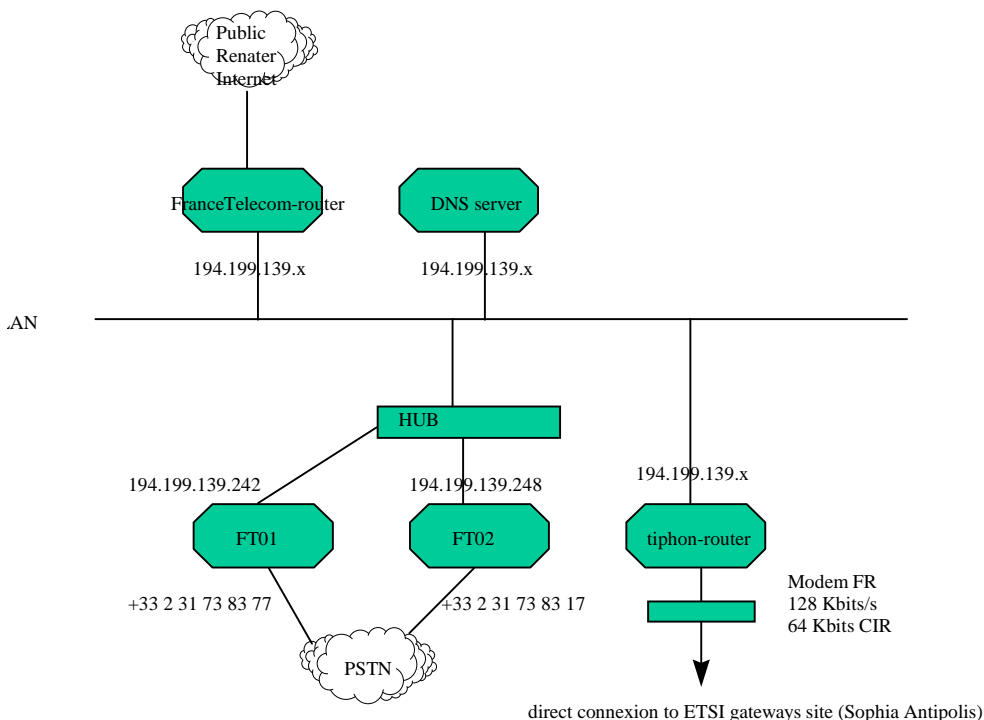 Public
Renater
Internet
FranceTelecom-router
DNS server
194.199.139.x
194.199.139.x
.AN
HUB
194.199.139.242
194.199.139.248
194.199.139.x
FT01
FT02
tiphon-router
Modem FR
128 Kbits/s
64 Kbits CIR
+33 2 31 73 83 77
+33 2 31 73 83 17
PSTN
direct connexion to ETSI gateways site (Sophia Antipolis)